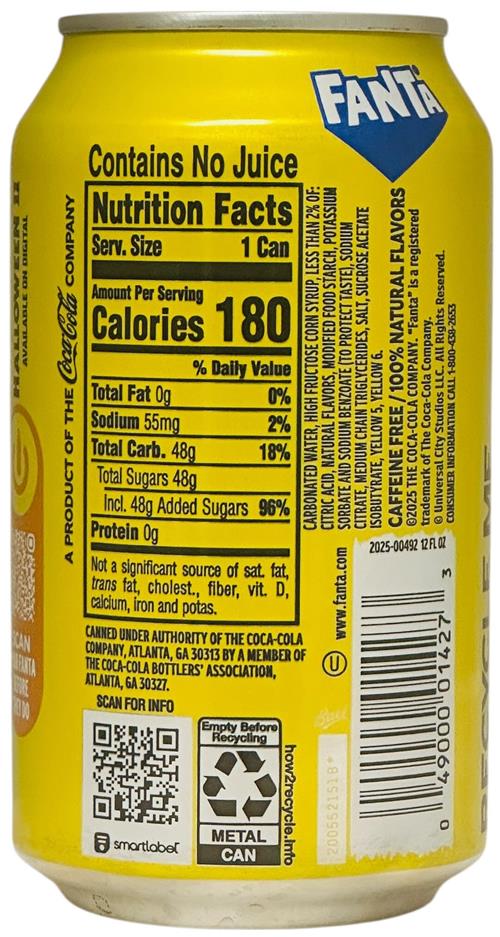 FANTA
Contains No Juice
Nutrition Facts
Serv. Size 1 Can
Amount Per Serving
Calories 180
% Daily Value
Total Fat 0g 0%
Sodium 55mg 2%
Total Carb. 48g 18%
Total Sugars 48g
Incl. 48g Added Sugars 96%
Protein 0g
Not a significant source of sat. fat,
trans fat, cholest., fiber, vit. D,
calcium, iron and potas.
CANNED UNDER AUTHORITY OF THE COCA-COLA
COMPANY, ATLANTA, GA 30313 BY A MEMBER OF
THE COCA-COLA BOTTLERS' ASSOCIATION,
ATLANTA, GA 30327.
SCAN FOR INFO
smartlabel
Empty Before
Recycling
METAL
CAN
how2recycle.info
A PRODUCT OF THE Coca-Cola COMPANY
HALLOWEEN II
AVAILABLE ON DIGITAL
SCAN
FANTA
CARBONATED WATER, HIGH FRUCTOSE CORN SYRUP, LESS THAN 2% OF:
CITRIC ACID, NATURAL FLAVORS, MODIFIED FOOD STARCH, POTASSIUM
SORBATE AND SODIUM BENZOATE (TO PROTECT TASTE), SODIUM
CITRATE, MEDIUM CHAIN TRIGLYCERIDES, SALT, SUCROSE ACETATE
ISOBUTYRATE, YELLOW 5, YELLOW 6.
CAFFEINE FREE / 100% NATURAL FLAVORS
©2025 THE COCA-COLA COMPANY. "Fanta" is a registered
trademark of The Coca-Cola Company.
© Universal City Studios LLC. All Rights Reserved.
CONSUMER INFORMATION CALL 1-800-438-2653
U www.fanta.com
2025-00492 12 FL OZ
0 49000 01427 3
Ball
200552151B*
RECYCLE ME